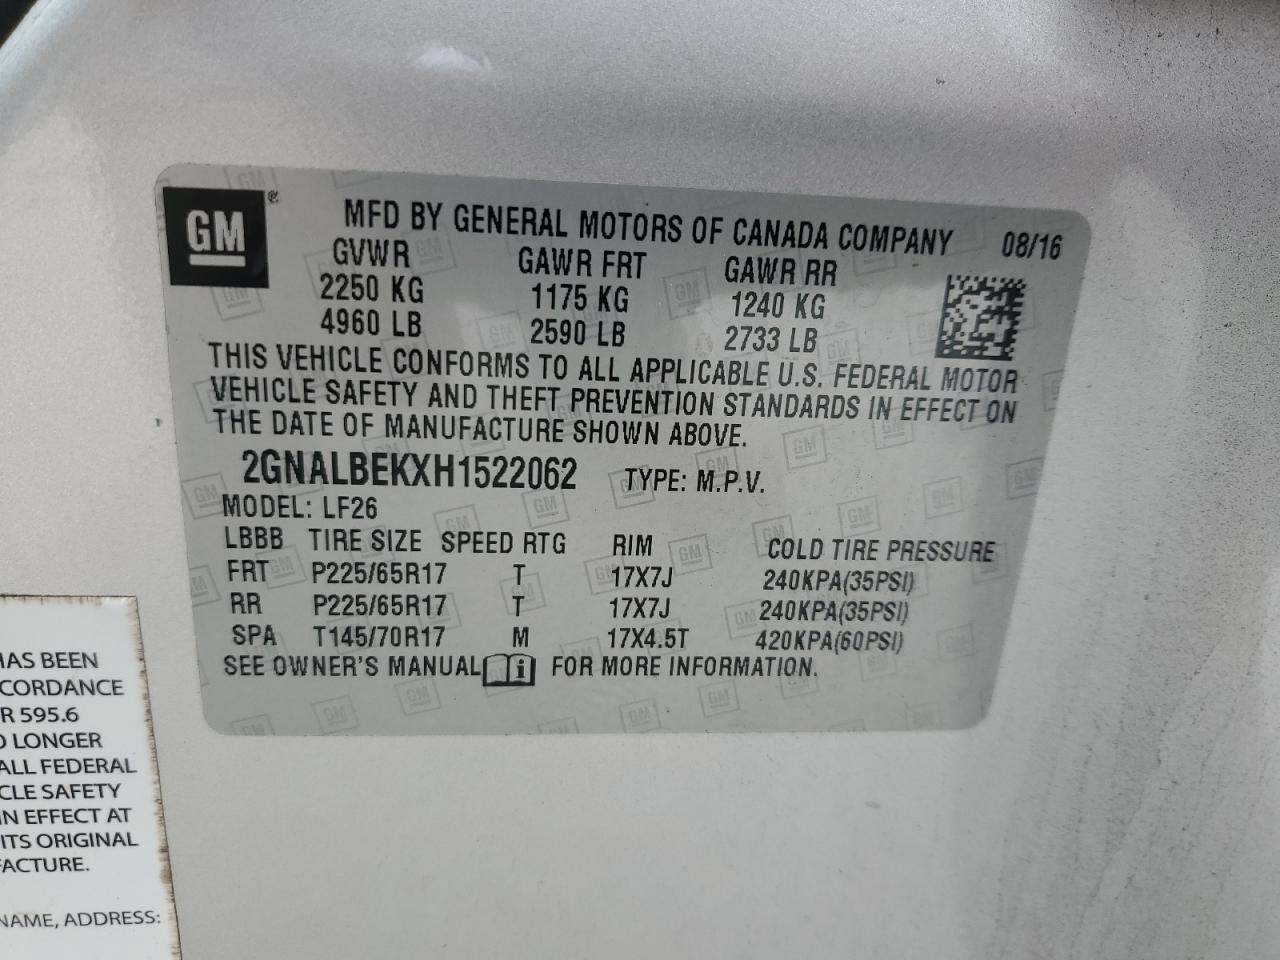 GM®
MFD BY GENERAL MOTORS OF CANADA COMPANY 08/16
GVWR GAWR FRT GAWR RR
2250 KG 1175 KG 1240 KG
4960 LB 2590 LB 2733 LB
THIS VEHICLE CONFORMS TO ALL APPLICABLE U.S. FEDERAL MOTOR
VEHICLE SAFETY AND THEFT PREVENTION STANDARDS IN EFFECT ON
THE DATE OF MANUFACTURE SHOWN ABOVE.
2GNALBEKXH1522062 TYPE: M.P.V.
MODEL: LF26
LBBB TIRE SIZE SPEED RTG RIM COLD TIRE PRESSURE
FRT P225/65R17 T 17X7J 240KPA(35PSI)
RR P225/65R17 T 17X7J 240KPA(35PSI)
SPA T145/70R17 M 17X4.5T 420KPA(60PSI)
SEE OWNER'S MANUAL FOR MORE INFORMATION.
HAS BEEN
CORDANCE
R 595.6
O LONGER
ALL FEDERAL
CLE SAFETY
IN EFFECT AT
ITS ORIGINAL
FACTURE.
NAME, ADDRESS: